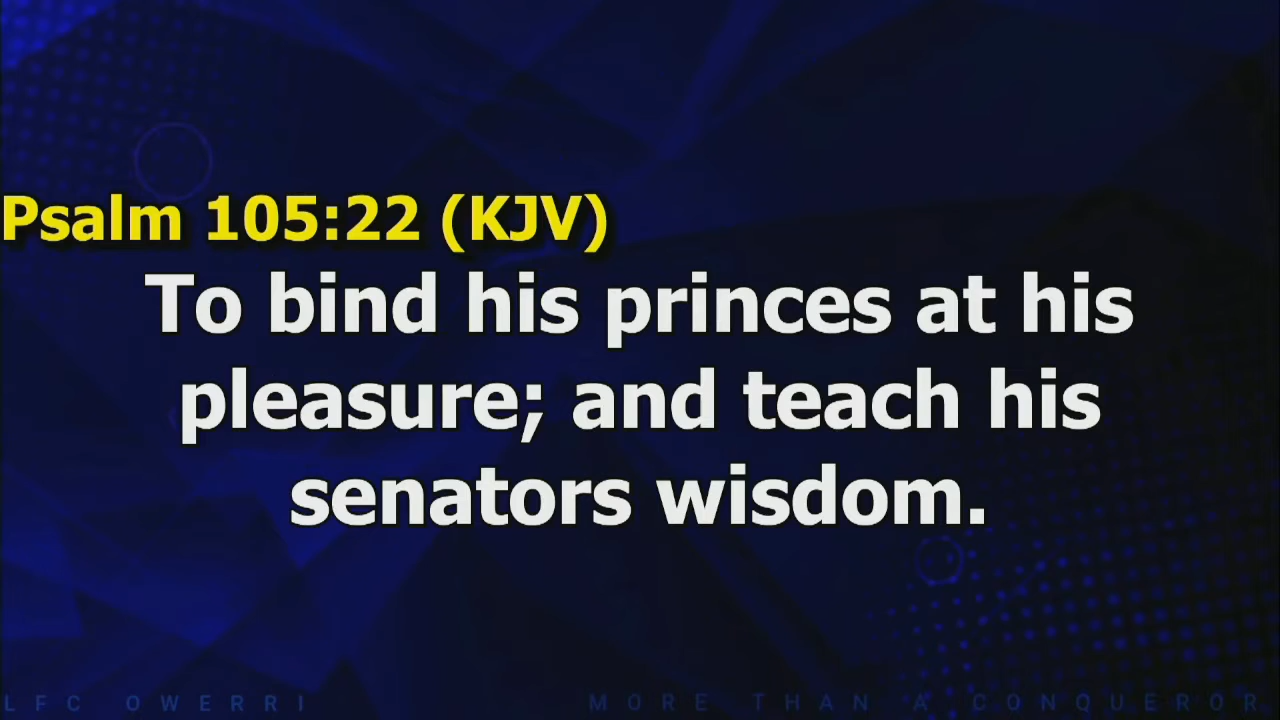 Psalm 105:22 (KJV)
To bind his princes at his
pleasure; and teach his
senators wisdom.
LFC OWERRI MORE THAN A CONQUEROR